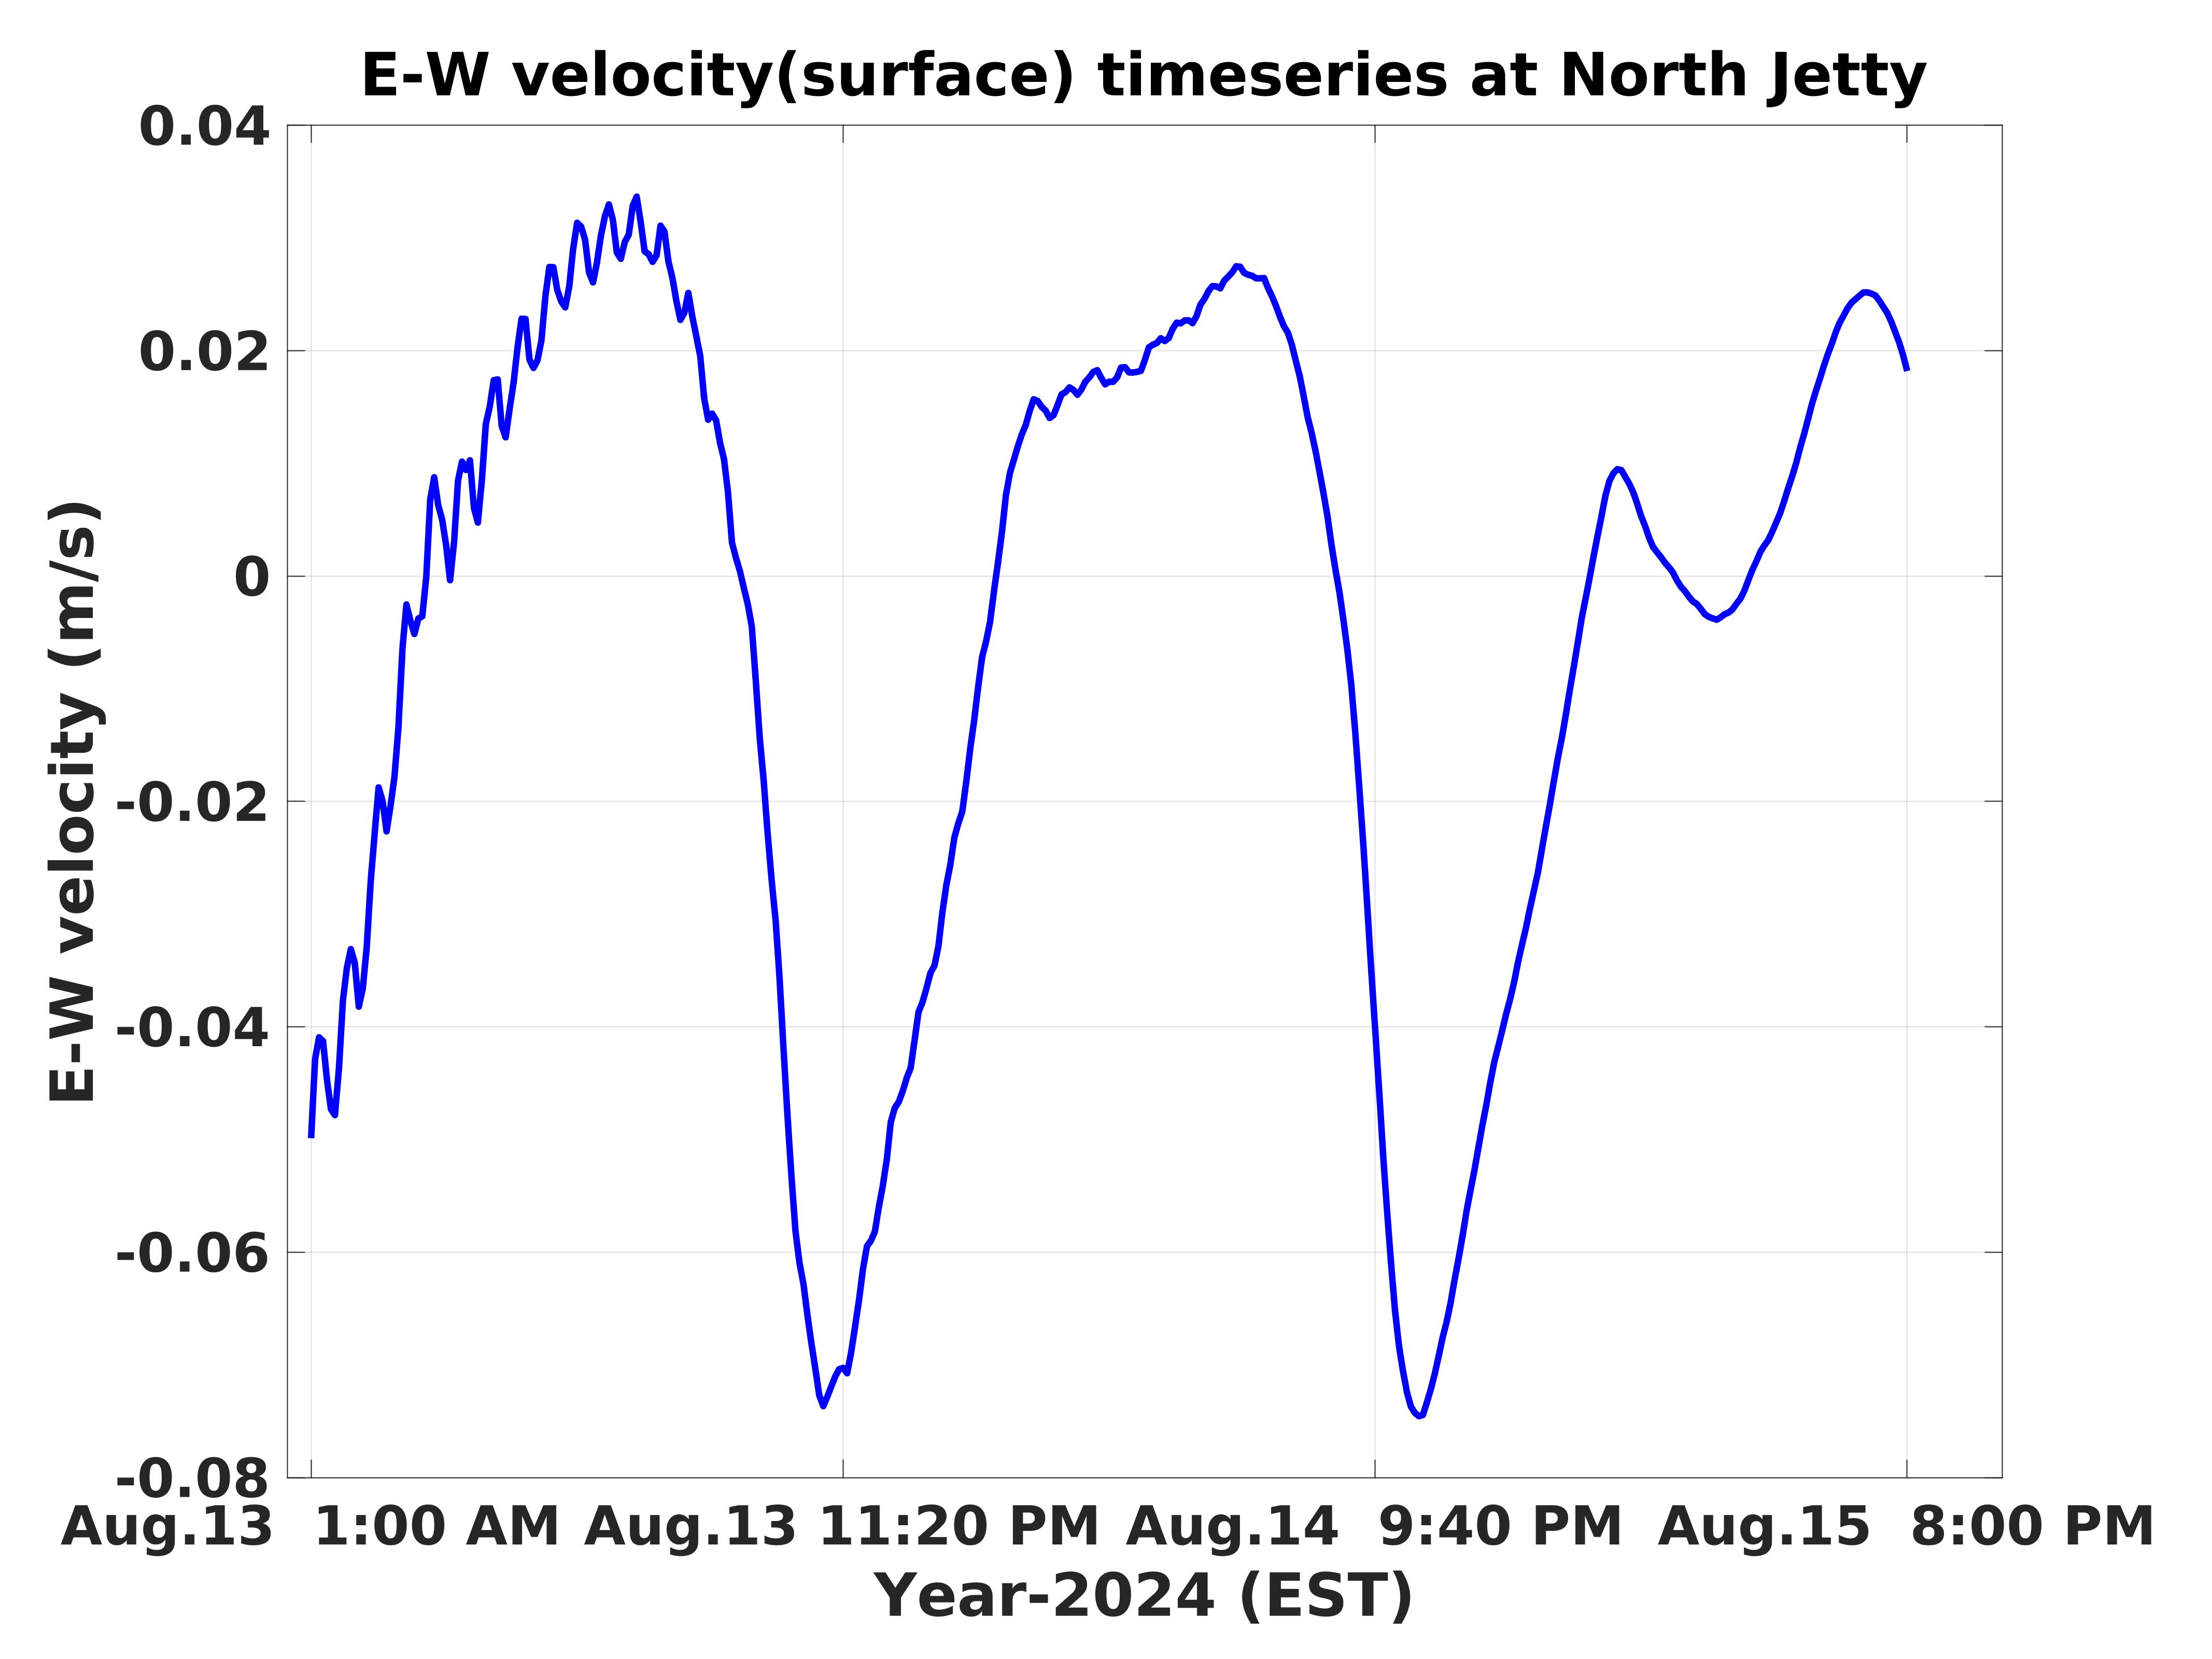 E-W velocity(surface) timeseries at North Jetty
E-W velocity (m/s)
0.04
0.02
0
-0.02
-0.04
-0.06
-0.08
Aug.13 1:00 AM Aug.13 11:20 PM Aug.14 9:40 PM Aug.15 8:00 PM
Year-2024 (EST)